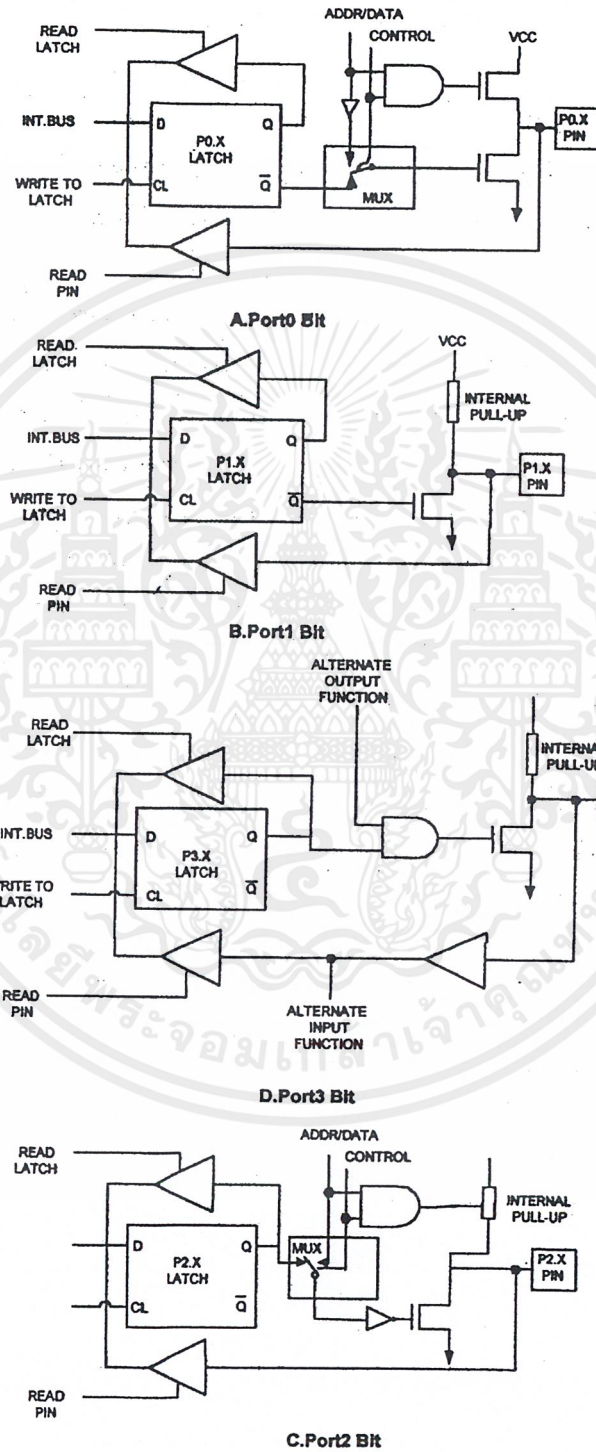 ADDR/DATA
CONTROL
VCC
READ
LATCH
INT.BUS
D
Q
P0.X
LATCH
P0.X
PIN
WRITE TO
LATCH
CL
Q
MUX
READ
PIN
A.Port0 Bit
READ
LATCH
VCC
INTERNAL
PULL-UP
INT.BUS
D
Q
P1.X
LATCH
P1.X
PIN
WRITE TO
LATCH
CL
Q
READ
PIN
B.Port1 Bit
ALTERNATE
OUTPUT
FUNCTION
READ
LATCH
INTERNA
PULL-UP
INT.BUS
D
Q
P3.X
LATCH
RITE TO
LATCH
CL
Q
READ
PIN
ALTERNATE
INPUT
FUNCTION
D.Port3 Bit
ADDR/DATA
CONTROL
READ
LATCH
INTERNAL
PULL-UP
D
Q
P2.X
LATCH
MUX
P2.X
PIN
CL
Q
READ
PIN
C.Port2 Bit